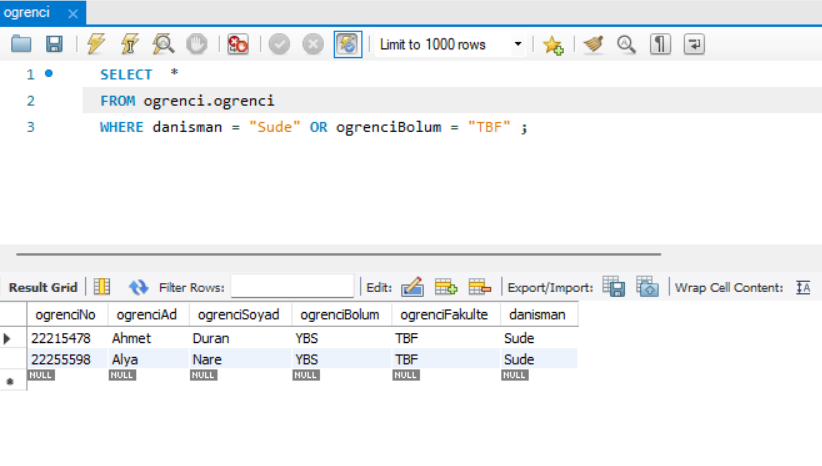 ogrenci ×
Limit to 1000 rows
1 SELECT *
2 FROM ogrenci.ogrenci
3 WHERE danisman = "Sude" OR ogrenciBolum = "TBF" ;
Result Grid Filter Rows: Edit: Export/Import: Wrap Cell Content:
ogrenciNo ogrenciAd ogrenciSoyad ogrenciBolum ogrenciFakulte danisman
22215478 Ahmet Duran YBS TBF Sude
22255598 Alya Nare YBS TBF Sude
NULL NULL NULL NULL NULL NULL